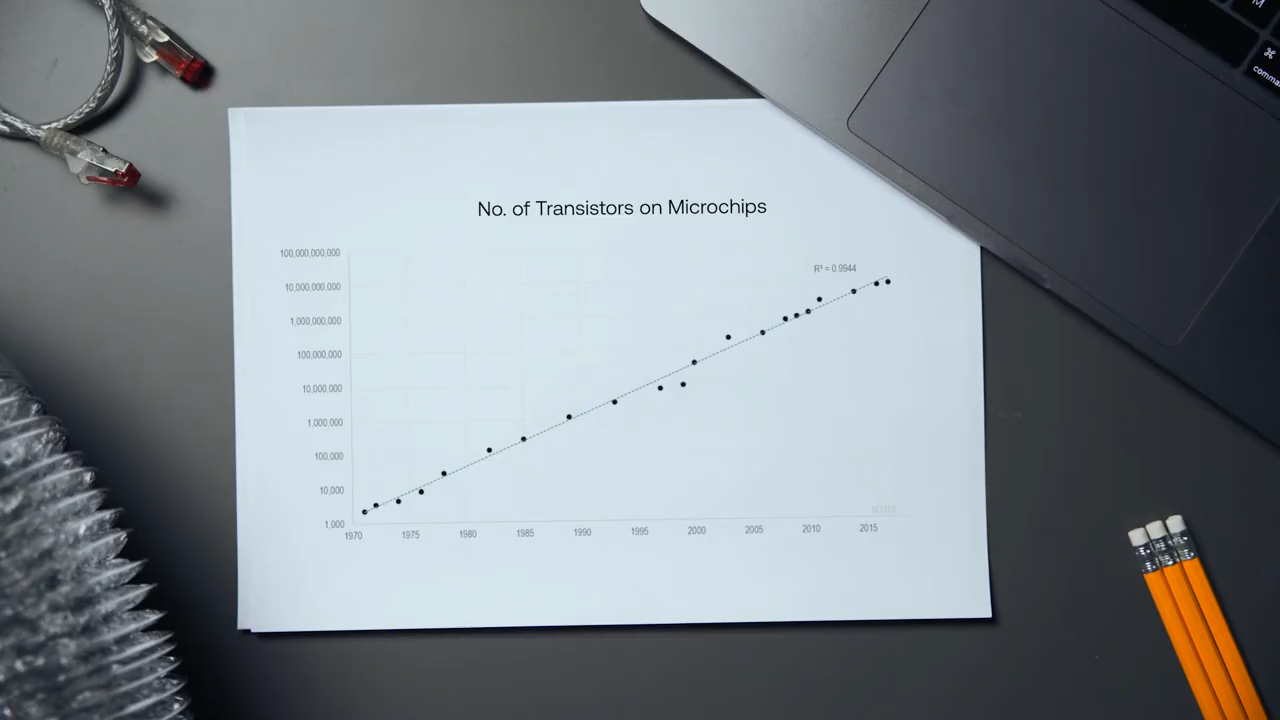 M
⌘
comma
No. of Transistors on Microchips
100,000,000,000
R² = 0.9944
10,000,000,000
1,000,000,000
100,000,000
10,000,000
1,000,000
100,000
10,000
1,000
1970 1975 1980 1985 1990 1995 2000 2005 2010 2015